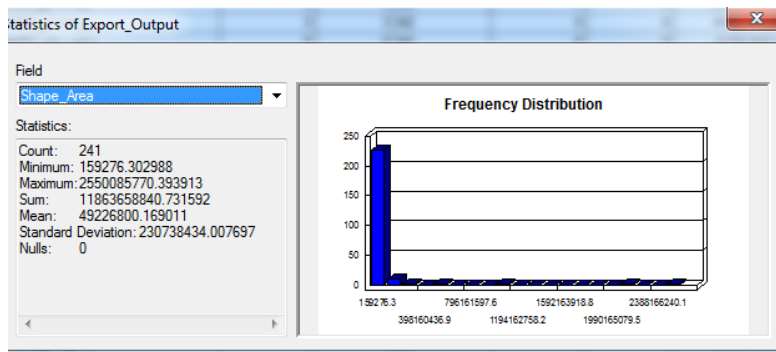 Statistics of Export_Output
x
Field
Shape_Area
Statistics:
Count: 241
Minimum: 159276.302988
Maximum: 2550085770.393913
Sum: 11863658840.731592
Mean: 49226800.169011
Standard Deviation: 230738434.007697
Nulls: 0
Frequency Distribution
250
200
150
100
50
0
159276.3 796161597.6 1592163918.8 2388166240.1
398160436.9 1194162758.2 1990165079.5